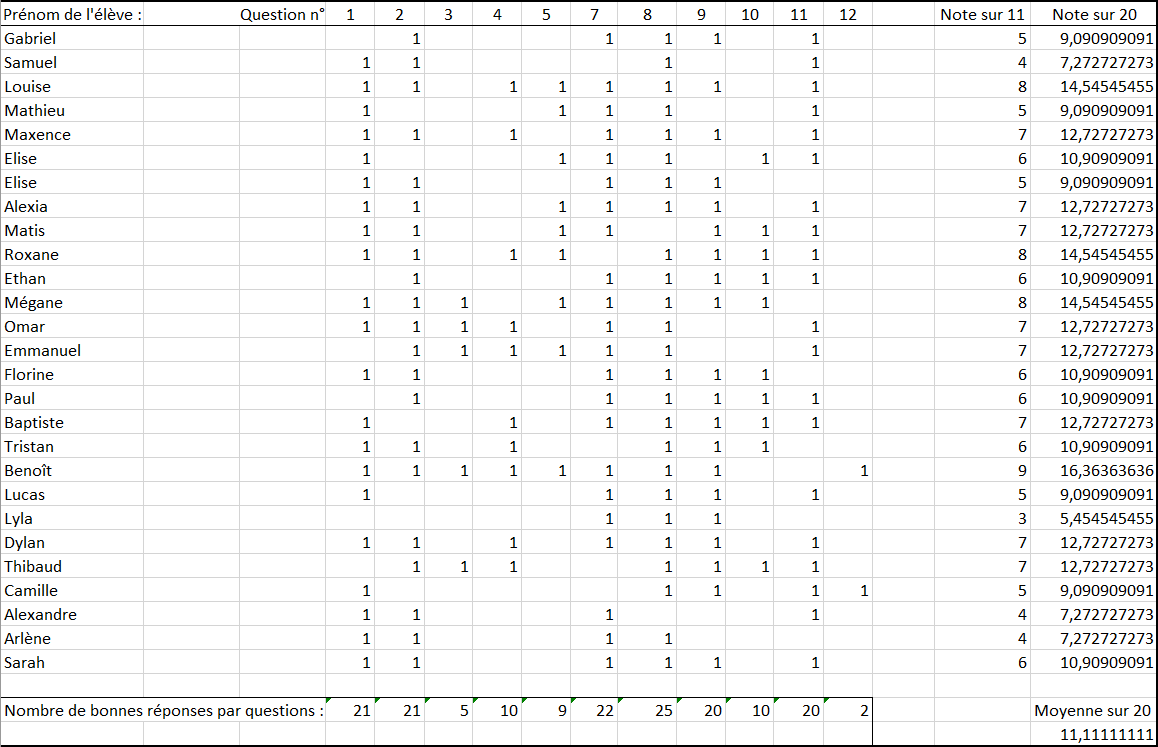 Prénom de l'élève : Question n° 1 2 3 4 5 7 8 9 10 11 12 Note sur 11 Note sur 20
Gabriel 1 1 1 1 1 5 9,090909091
Samuel 1 1 1 1 4 7,272727273
Louise 1 1 1 1 1 1 1 1 8 14,54545455
Mathieu 1 1 1 1 1 5 9,090909091
Maxence 1 1 1 1 1 1 1 7 12,72727273
Elise 1 1 1 1 1 1 6 10,90909091
Elise 1 1 1 1 1 5 9,090909091
Alexia 1 1 1 1 1 1 1 7 12,72727273
Matis 1 1 1 1 1 1 1 7 12,72727273
Roxane 1 1 1 1 1 1 1 1 8 14,54545455
Ethan 1 1 1 1 1 1 6 10,90909091
Mégane 1 1 1 1 1 1 1 1 8 14,54545455
Omar 1 1 1 1 1 1 1 7 12,72727273
Emmanuel 1 1 1 1 1 1 1 7 12,72727273
Florine 1 1 1 1 1 1 6 10,90909091
Paul 1 1 1 1 1 1 6 10,90909091
Baptiste 1 1 1 1 1 1 1 7 12,72727273
Tristan 1 1 1 1 1 1 6 10,90909091
Benoît 1 1 1 1 1 1 1 1 1 9 16,36363636
Lucas 1 1 1 1 1 5 9,090909091
Lyla 1 1 1 3 5,454545455
Dylan 1 1 1 1 1 1 1 7 12,72727273
Thibaud 1 1 1 1 1 1 1 7 12,72727273
Camille 1 1 1 1 1 5 9,090909091
Alexandre 1 1 1 1 4 7,272727273
Arlène 1 1 1 1 4 7,272727273
Sarah 1 1 1 1 1 1 6 10,90909091
Nombre de bonnes réponses par questions : 21 21 5 10 9 22 25 20 10 20 2 Moyenne sur 20
11,11111111